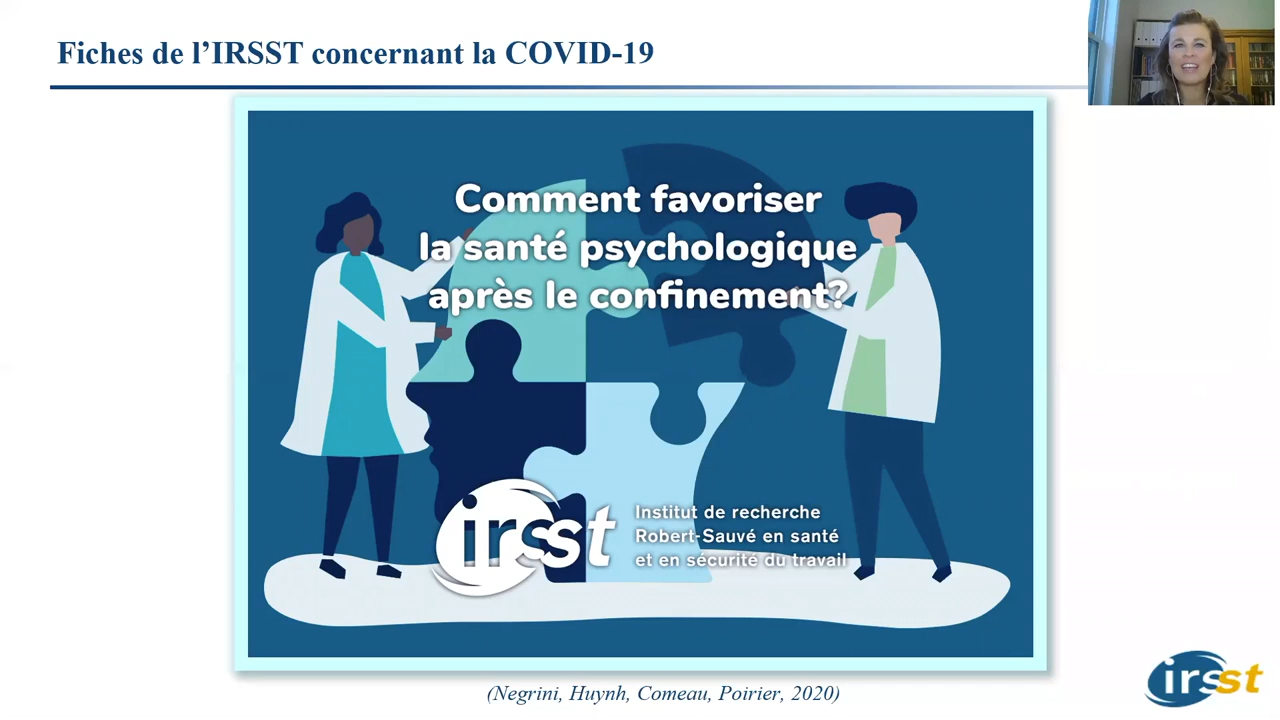 Fiches de l’IRSST concernant la COVID-19
Comment favoriser
la santé psychologique
après le confinement?
irsst
Institut de recherche
Robert-Sauvé en santé
et en sécurité du travail
(Negrini, Huynh, Comeau, Poirier, 2020)
irsst